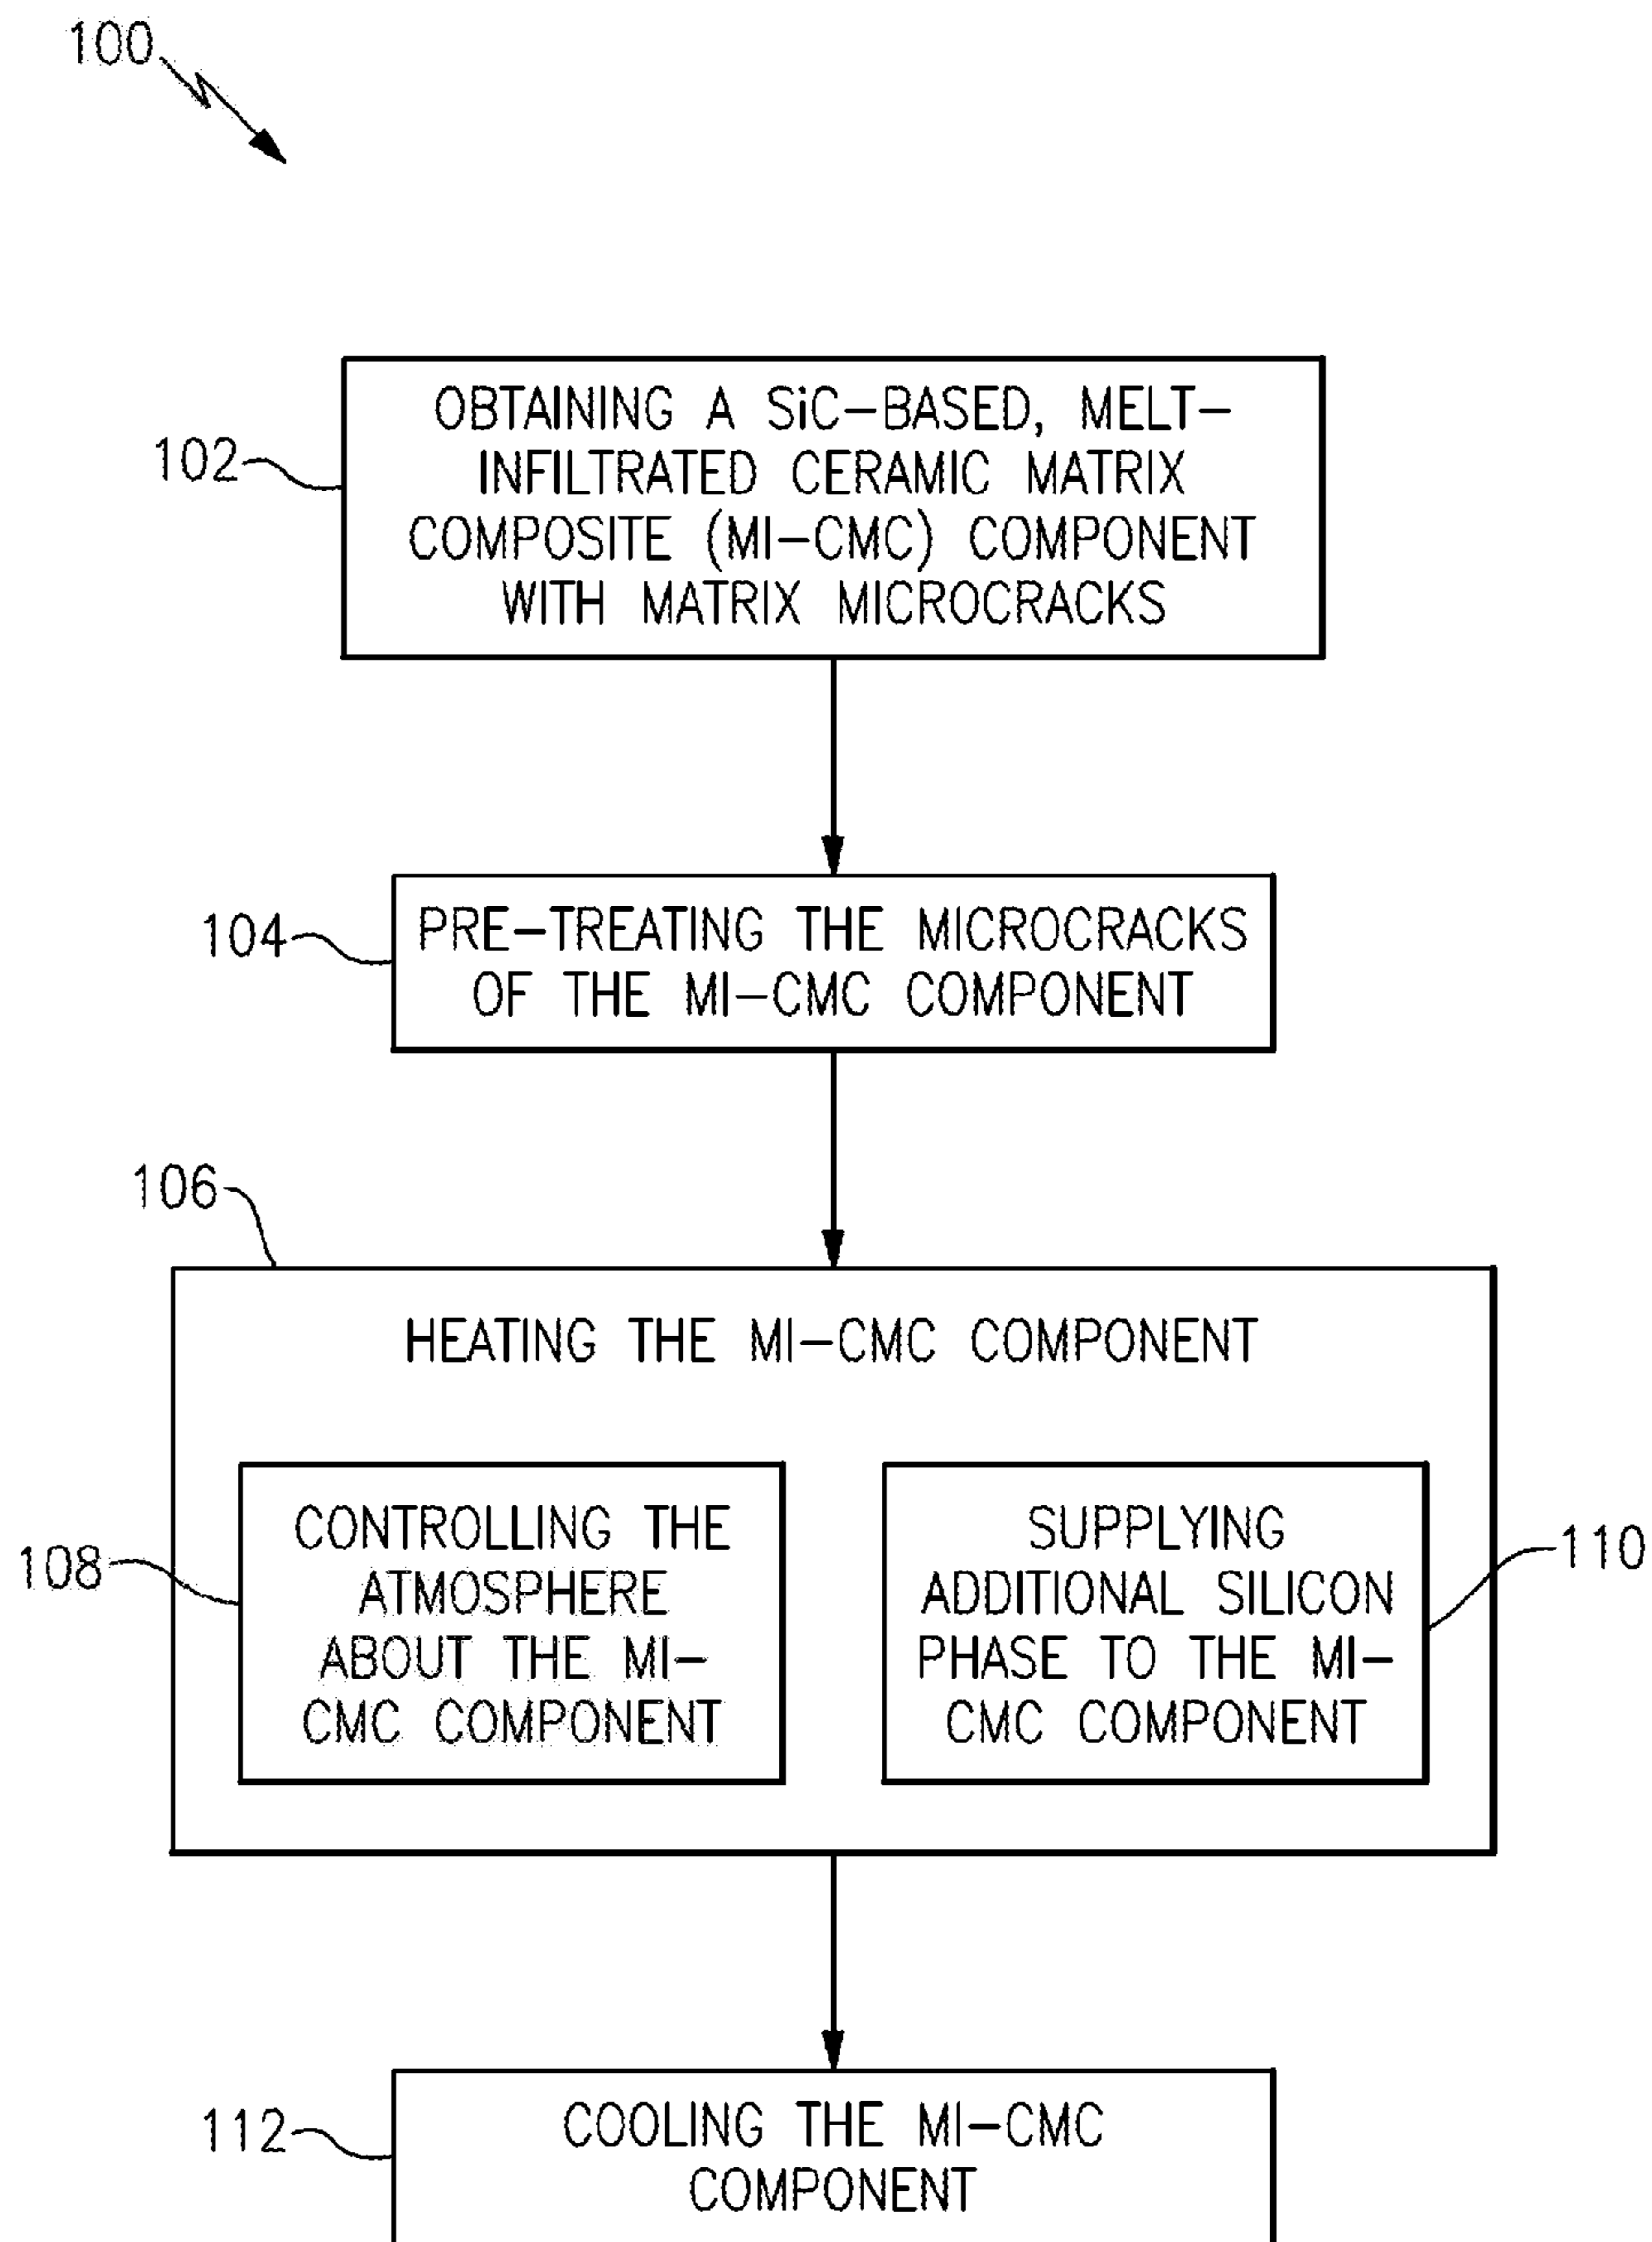 100
102
OBTAINING A SiC-BASED, MELT-
INFILTRATED CERAMIC MATRIX
COMPOSITE (MI-CMC) COMPONENT
WITH MATRIX MICROCRACKS
104
PRE-TREATING THE MICROCRACKS
OF THE MI-CMC COMPONENT
106
HEATING THE MI-CMC COMPONENT
108
CONTROLLING THE
ATMOSPHERE
ABOUT THE MI-
CMC COMPONENT
SUPPLYING
ADDITIONAL SILICON
PHASE TO THE MI-
CMC COMPONENT
110
112
COOLING THE MI-CMC
COMPONENT